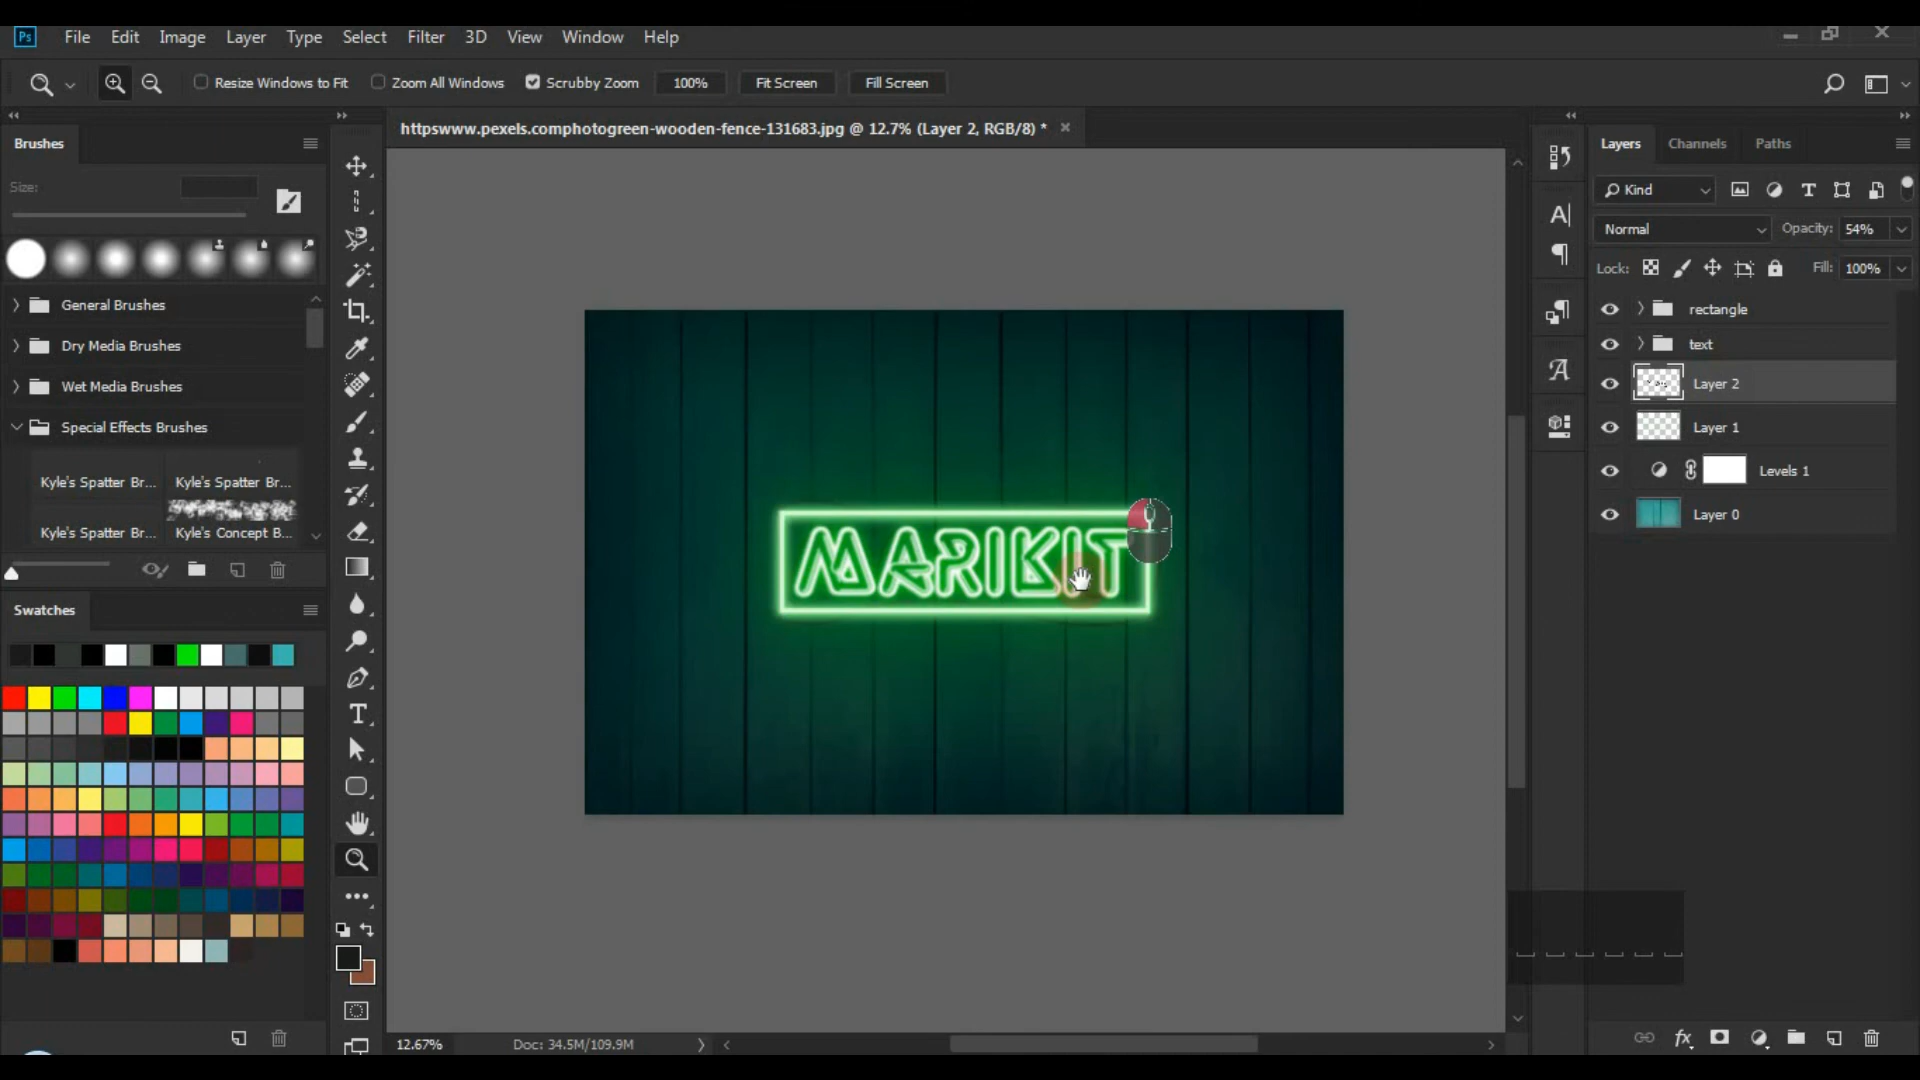 Ps File Edit Image Layer Type Select Filter 3D View Window Help
Resize Windows to Fit Zoom All Windows Scrubby Zoom 100% Fit Screen Fill Screen
httpswww.pexels.comphotogreen-wooden-fence-131683.jpg @ 12.7% (Layer 2, RGB/8) *
Brushes
Size:
General Brushes
Dry Media Brushes
Wet Media Brushes
Special Effects Brushes
Kyle's Spatter Br... Kyle's Spatter Br...
Kyle's Spatter Br... Kyle's Concept B...
Swatches
MARIKIT
12.67% Doc: 34.5M/109.9M
Layers Channels Paths
Kind
Normal Opacity: 54%
Lock: Fill: 100%
rectangle
text
Layer 2
Layer 1
Levels 1
Layer 0